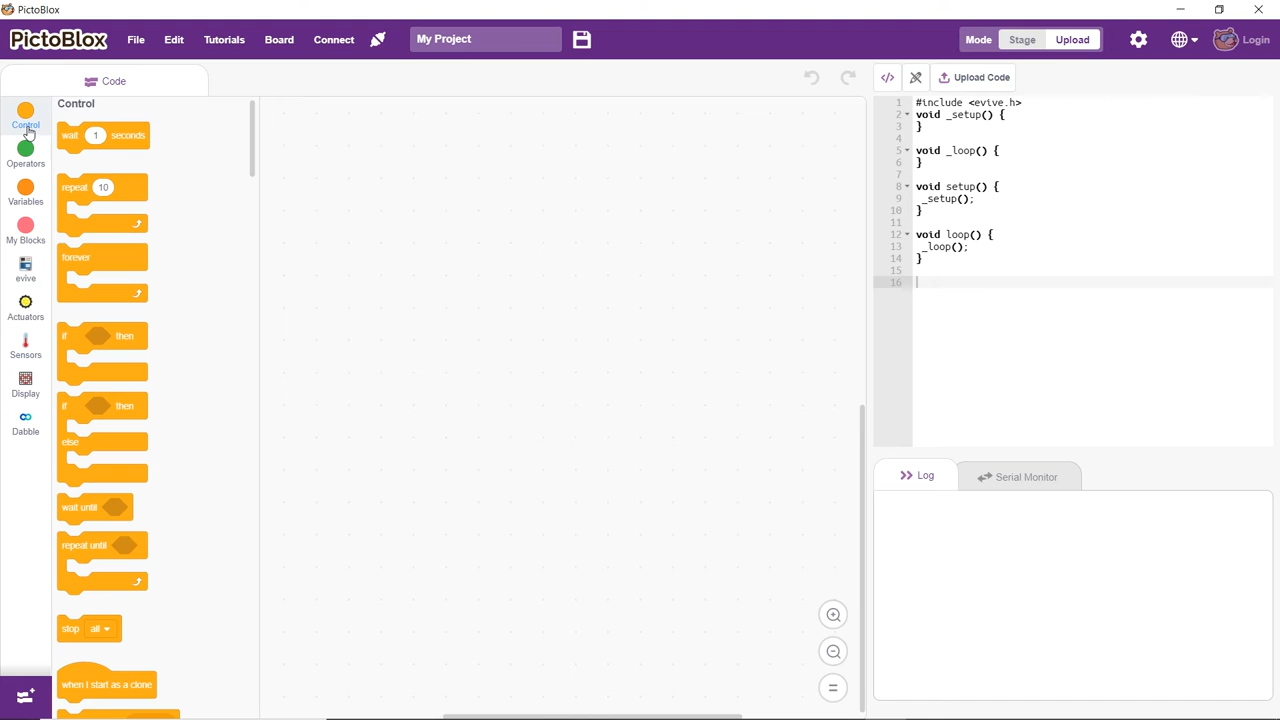 PictoBlox
PictoBlox File Edit Tutorials Board Connect My Project Mode Stage Upload Login
Code
</> Upload Code
Control
Operators
Variables
My Blocks
evive
Actuators
Sensors
Display
Dabble
Control
wait 1 seconds
repeat 10
forever
if then
if then
else
wait until
repeat until
stop all
when I start as a clone
1 #include <evive.h>
2 void _setup() {
3 }
4
5 void _loop() {
6 }
7
8 void setup() {
9 _setup();
10 }
11
12 void loop() {
13 _loop();
14 }
15
16
Log Serial Monitor